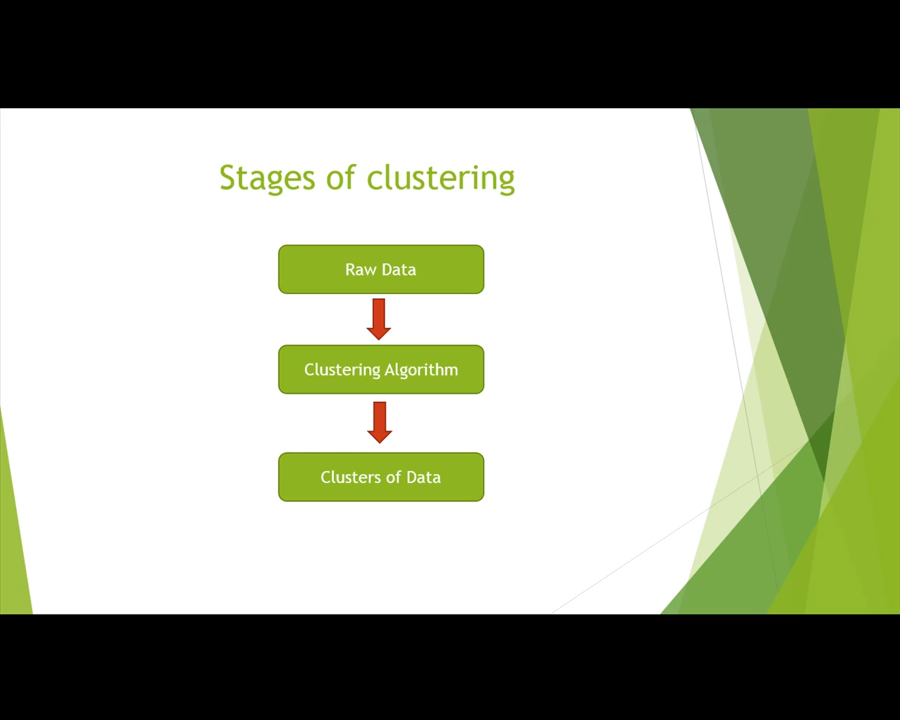 Stages of clustering
Raw Data
Clustering Algorithm
Clusters of Data